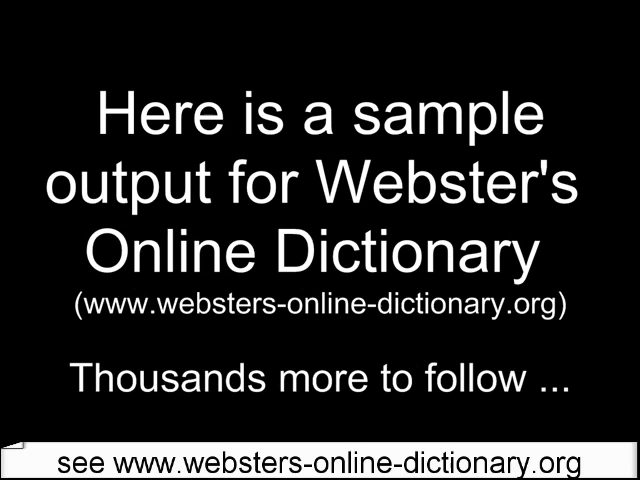 Here is a sample
output for Webster's
Online Dictionary
(www.websters-online-dictionary.org)
Thousands more to follow ...
see www.websters-online-dictionary.org